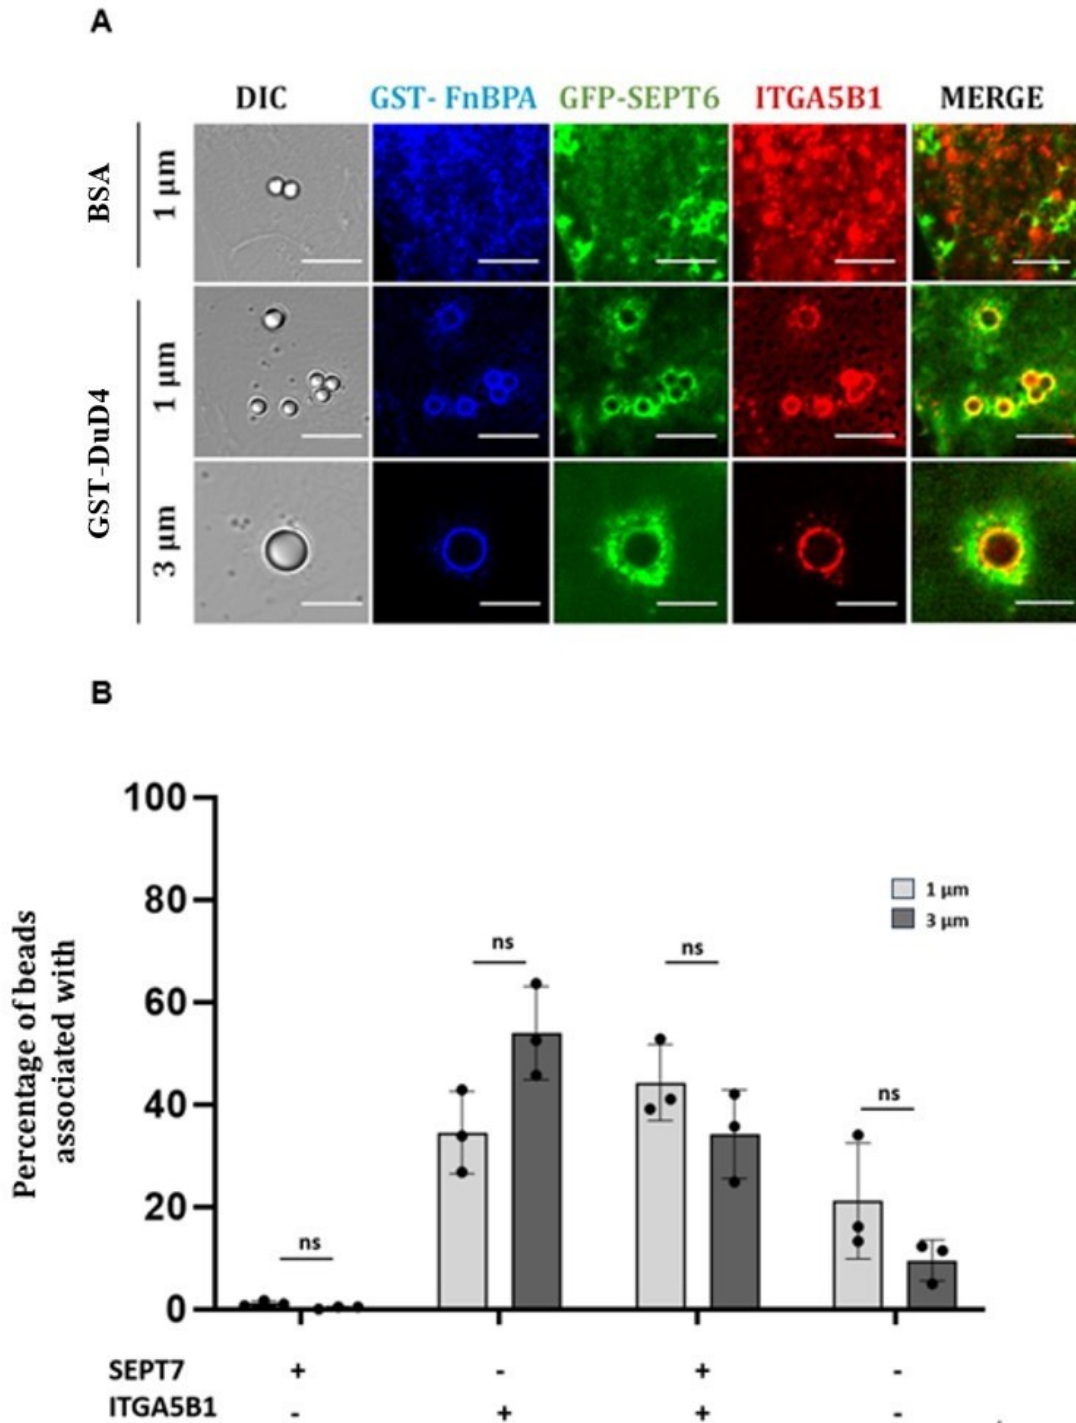 A
DIC GST- FnBPA GFP-SEPT6 ITGA5B1 MERGE
BSA
1 µm
GST-DuD4
1 µm
3 µm
B
Percentage of beads
associated with
100
80
60
40
20
0
ns
ns
ns
ns
1 µm
3 µm
SEPT7 + - + -
ITGA5B1 - + + -